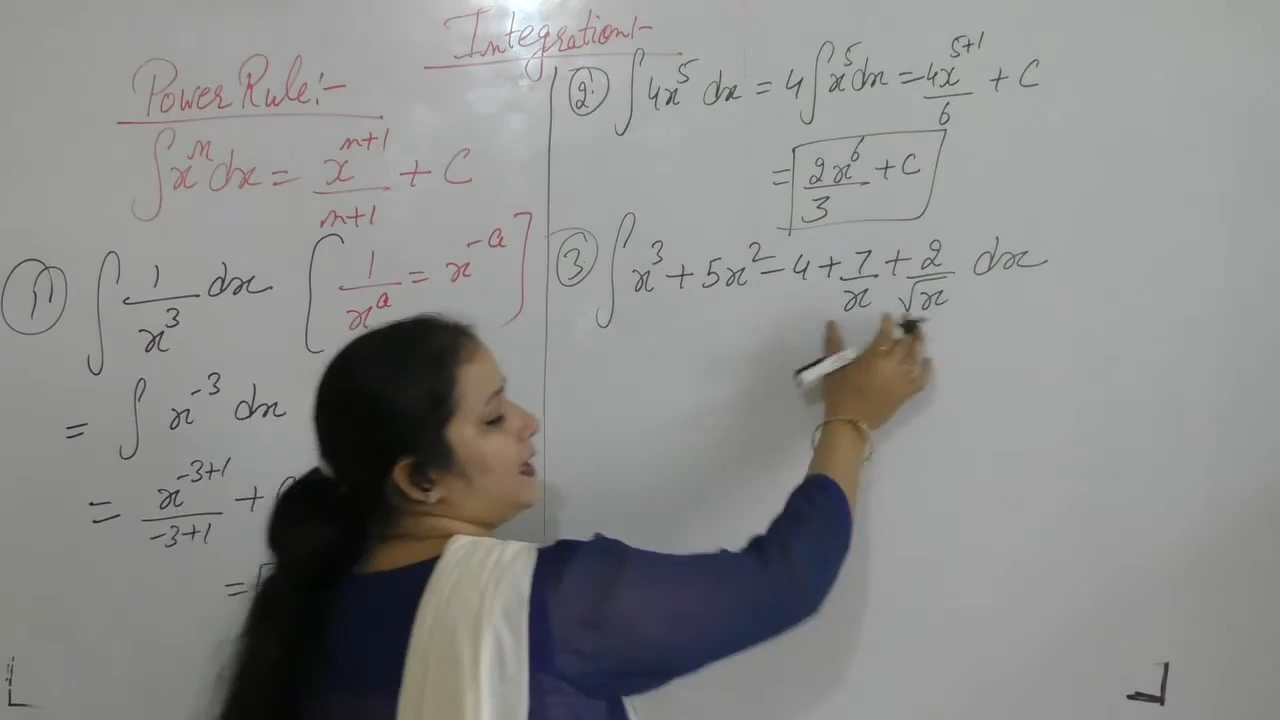 Integration:-
Power Rule:-
∫xⁿ dx = xⁿ⁺¹/n+1 + C
① ∫ 1/x³ dx [1/xᵃ = x⁻ᵃ]
= ∫ x⁻³ dx
= x⁻³⁺¹/-3+1 +
=
② ∫ 4x⁵ dx = 4∫x⁵dx = 4x⁵⁺¹/6 + C
= 2x⁶/3 + C
③ ∫ x³ + 5x² - 4 + 7/x + 2/√x dx